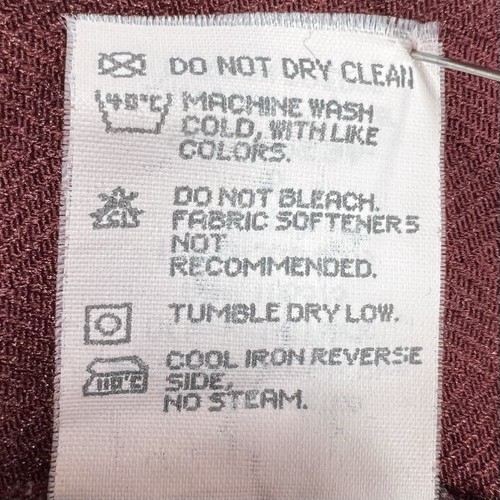 DO NOT DRY CLEAN
40°C MACHINE WASH
COLD, WITH LIKE
COLORS.
CL DO NOT BLEACH.
FABRIC SOFTENERS
NOT
RECOMMENDED.
TUMBLE DRY LOW.
110°C COOL IRON REVERSE
SIDE,
NO STEAM.